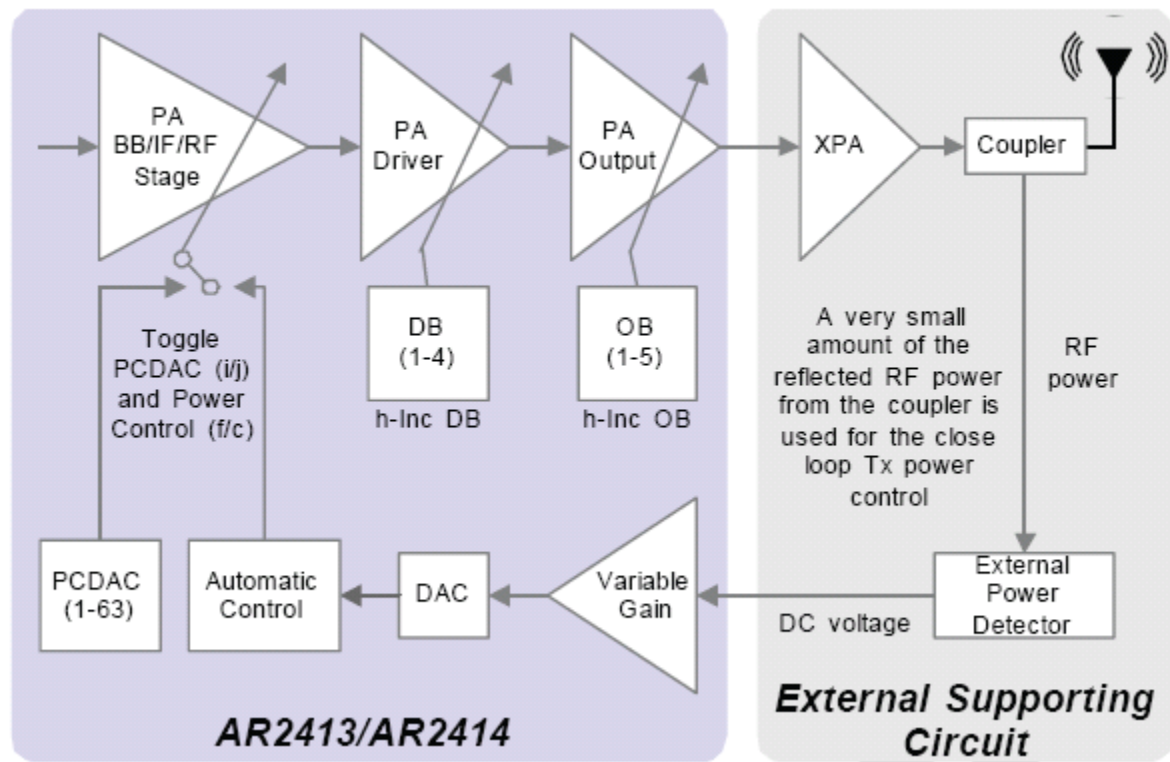 PA
BB/IF/RF
Stage
PA
Driver
PA
Output
XPA
Coupler
Toggle
PCDAC (i/j)
and Power
Control (f/c)
DB
(1-4)
h-Inc DB
OB
(1-5)
h-Inc OB
A very small
amount of the
reflected RF power
from the coupler is
used for the close
loop Tx power
control
RF
power
PCDAC
(1-63)
Automatic
Control
DAC
Variable
Gain
DC voltage
External
Power
Detector
AR2413/AR2414
External Supporting
Circuit